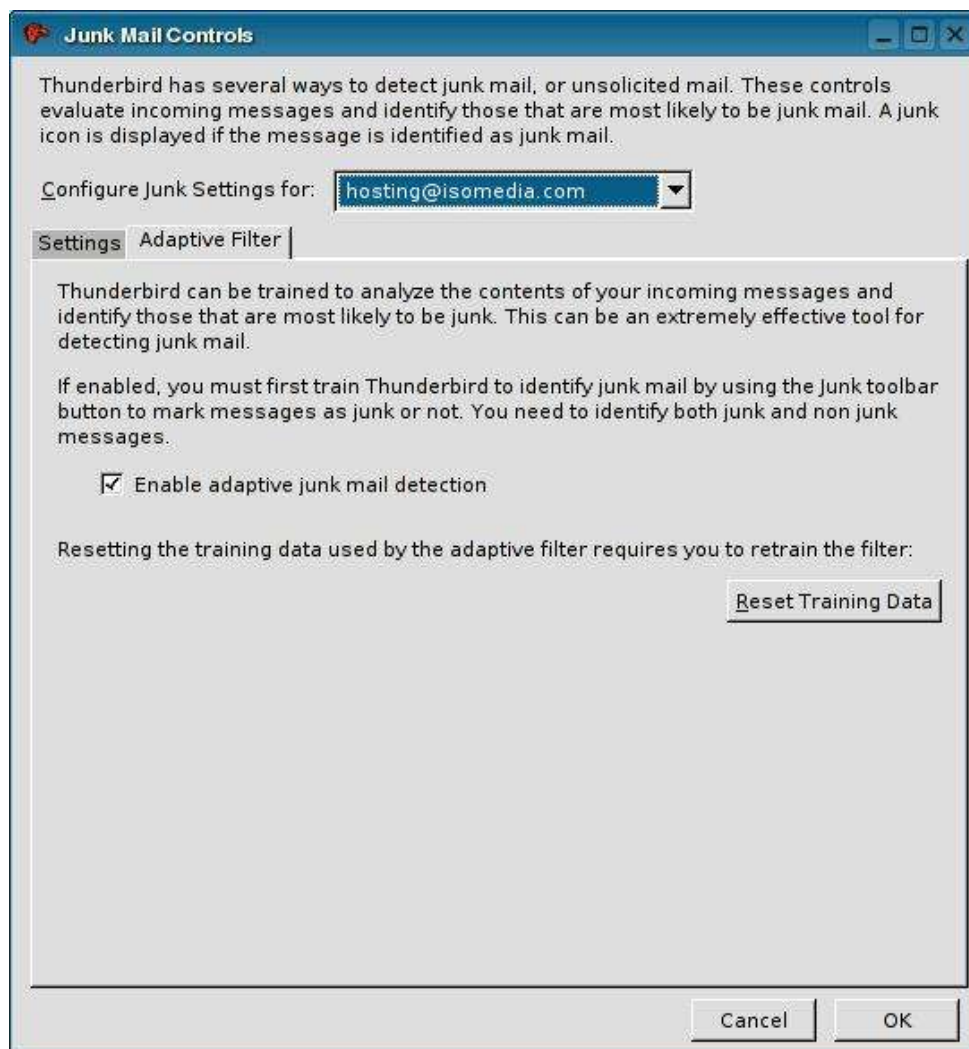 Junk Mail Controls
Thunderbird has several ways to detect junk mail, or unsolicited mail. These controls
evaluate incoming messages and identify those that are most likely to be junk mail. A junk
icon is displayed if the message is identified as junk mail.
Configure Junk Settings for: hosting@isomedia.com
Settings Adaptive Filter
Thunderbird can be trained to analyze the contents of your incoming messages and
identify those that are most likely to be junk. This can be an extremely effective tool for
detecting junk mail.
If enabled, you must first train Thunderbird to identify junk mail by using the Junk toolbar
button to mark messages as junk or not. You need to identify both junk and non junk
messages.
Enable adaptive junk mail detection
Resetting the training data used by the adaptive filter requires you to retrain the filter:
Reset Training Data
Cancel OK